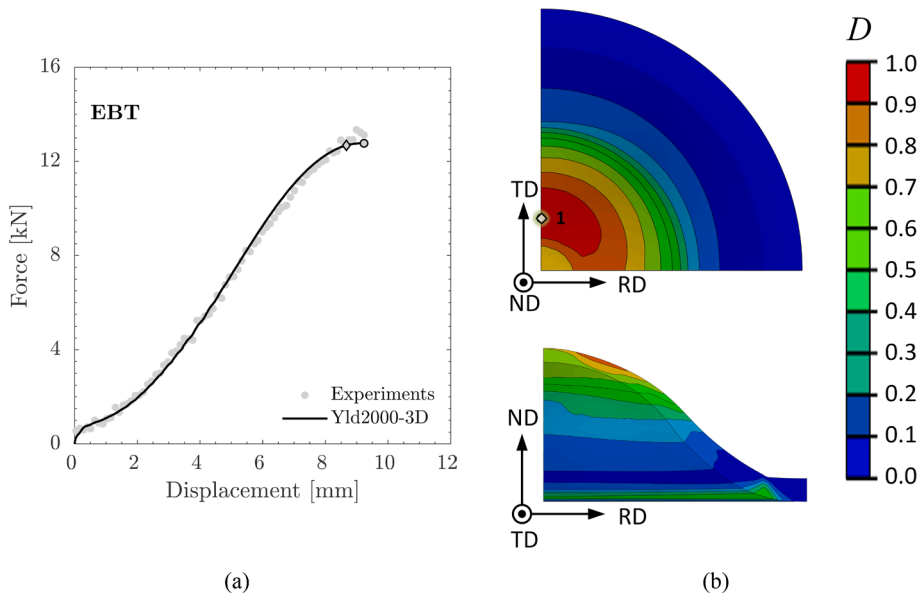 EBT
Force [kN]
16
12
8
4
0
0 2 4 6 8 10 12
Displacement [mm]
Experiments
Yld2000-3D
(a)
TD
1
ND
RD
ND
TD
RD
D
1.0
0.9
0.8
0.7
0.6
0.5
0.4
0.3
0.2
0.1
0.0
(b)